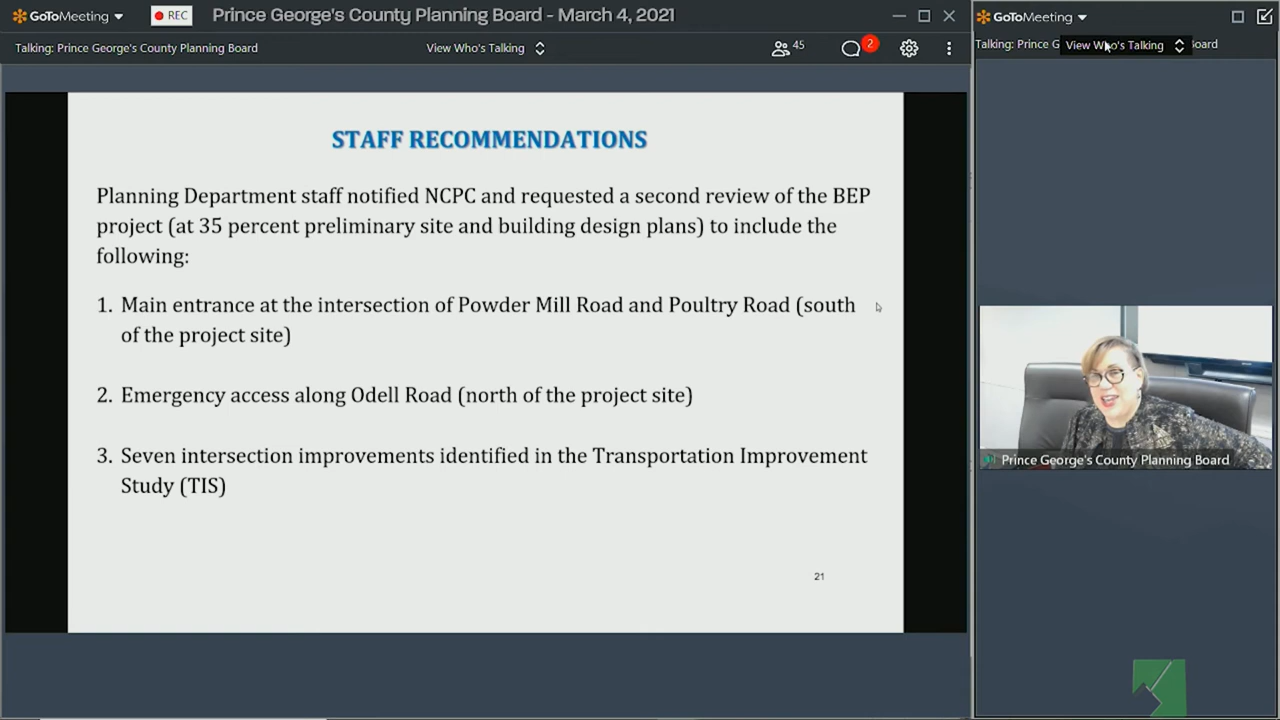 GoToMeeting
REC
Prince George's County Planning Board - March 4, 2021
Talking: Prince George's County Planning Board
View Who's Talking
45
2
STAFF RECOMMENDATIONS
Planning Department staff notified NCPC and requested a second review of the BEP
project (at 35 percent preliminary site and building design plans) to include the
following:
1. Main entrance at the intersection of Powder Mill Road and Poultry Road (south
of the project site)
2. Emergency access along Odell Road (north of the project site)
3. Seven intersection improvements identified in the Transportation Improvement
Study (TIS)
21
GoToMeeting
Talking: Prince G
View Who's Talking
oard
Prince George's County Planning Board